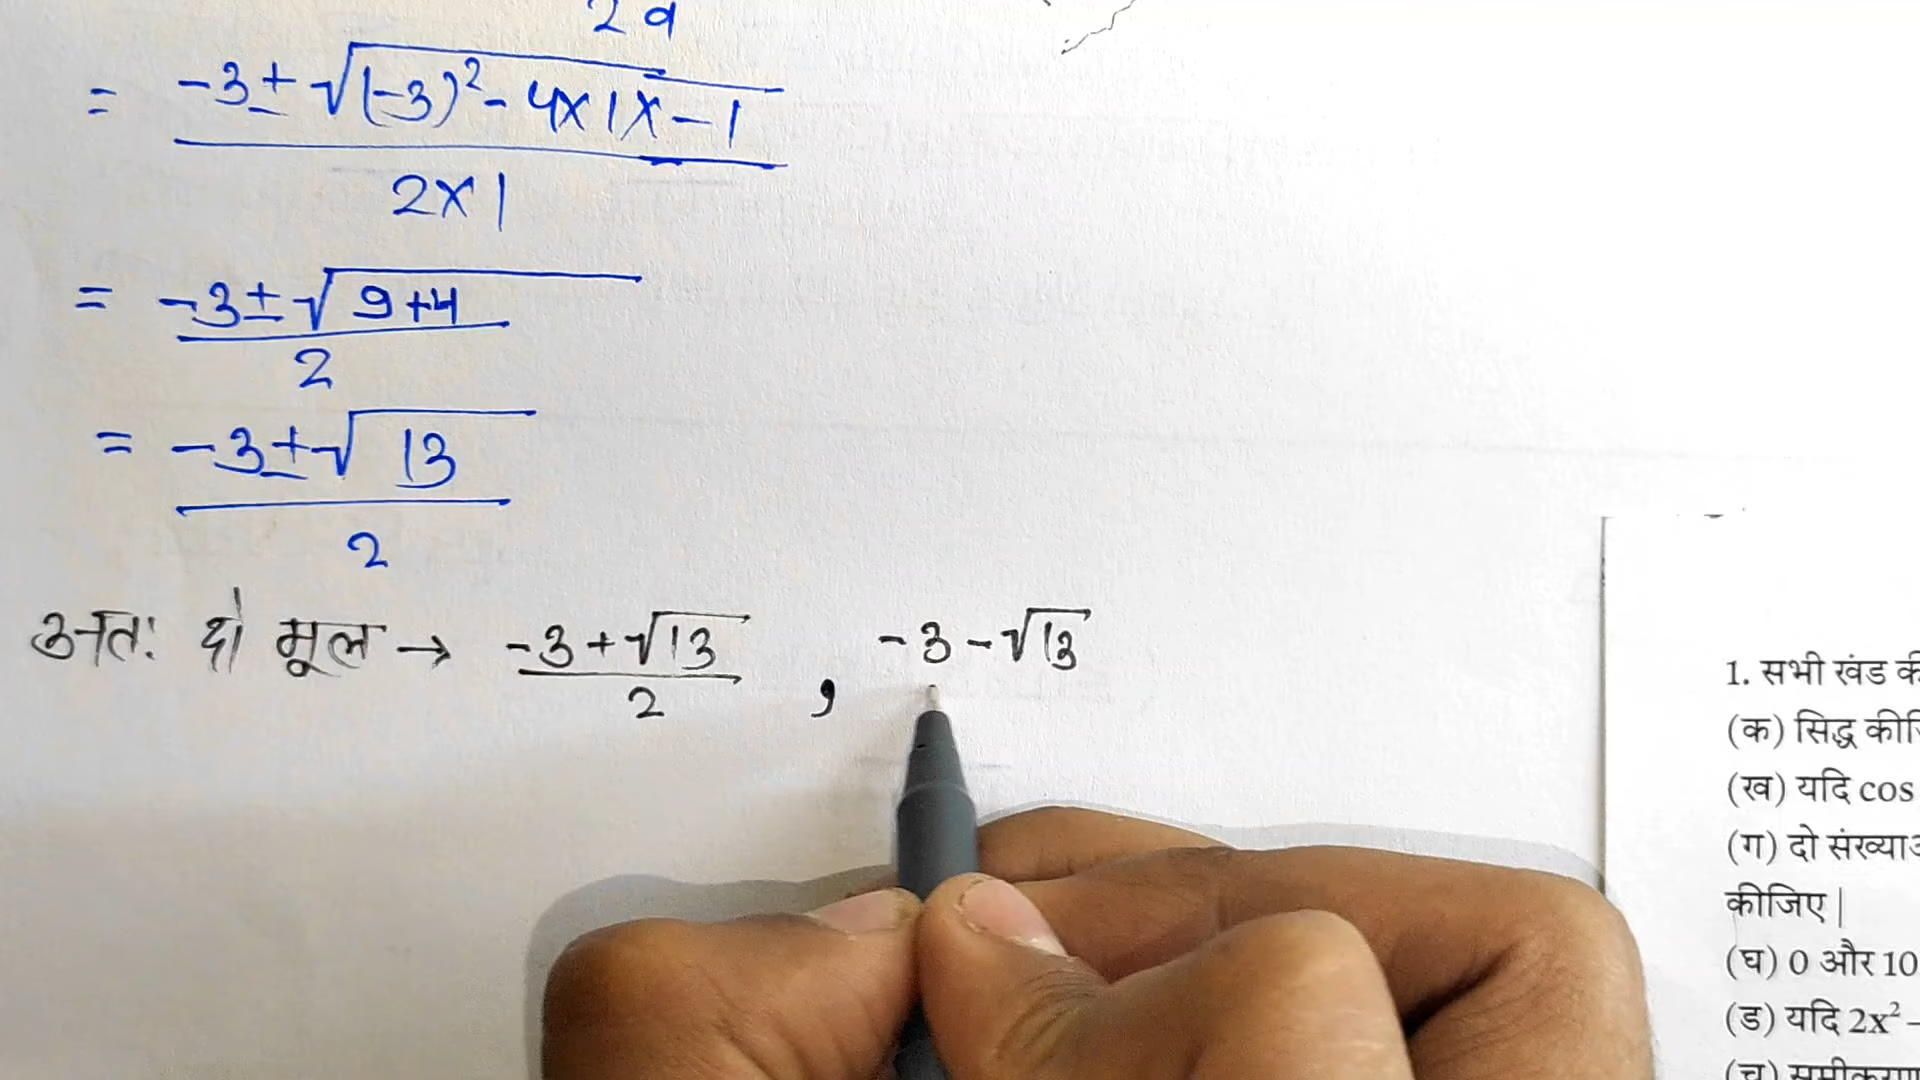 2a
= -3 ± √(-3)² - 4×1×-1
2×1
= -3 ± √9+4
2
= -3 ± √13
2
अतः दो मूल → -3+√13 / 2 , -3-√13
1. सभी खंड
(क) सिद्ध
(ख) यदि cos
(ग) दो
कीजिए |
(घ) 0 और 10
(ड) यदि 2x² -
(च)